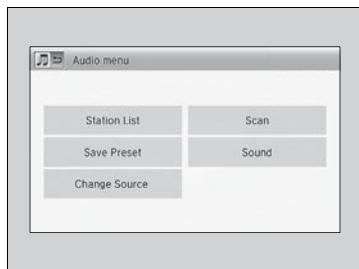 Audio menu
Station List
Scan
Save Preset
Sound
Change Source